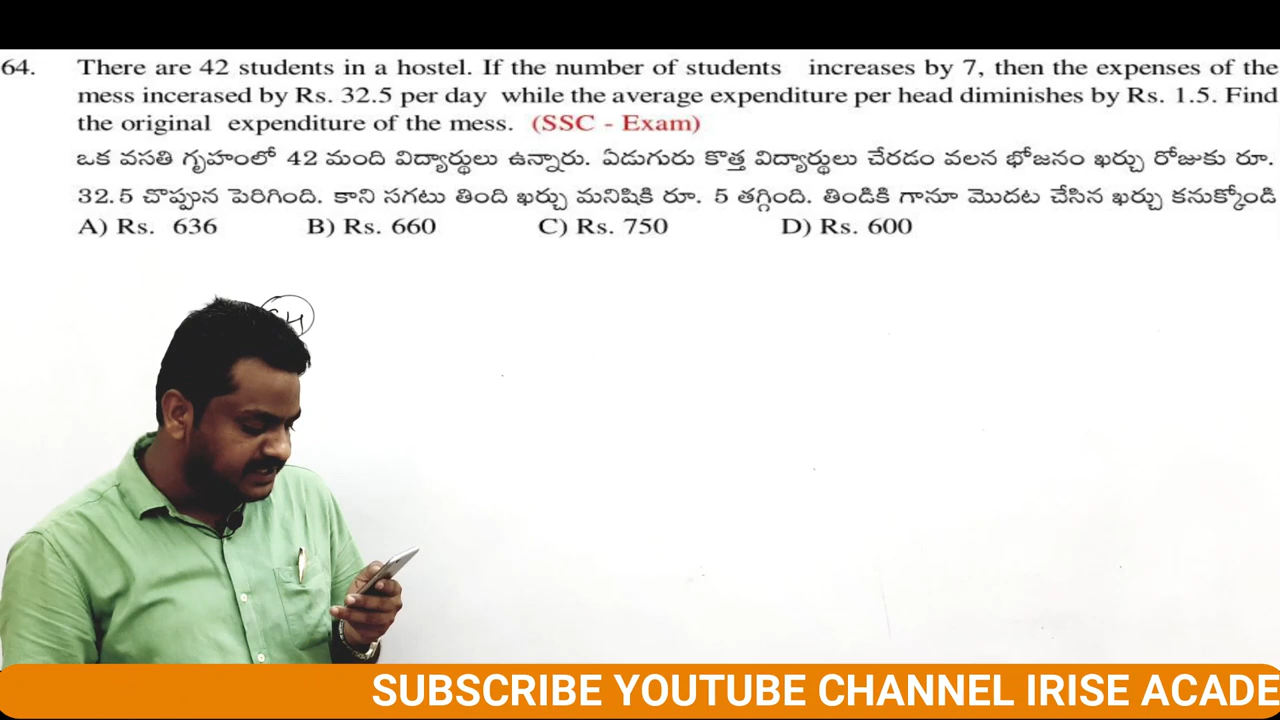 64. There are 42 students in a hostel. If the number of students increases by 7, then the expenses of the
mess incerased by Rs. 32.5 per day while the average expenditure per head diminishes by Rs. 1.5. Find
the original expenditure of the mess. (SSC - Exam)
ఒక వసతి గృహంలో 42 మంది విద్యార్థులు ఉన్నారు. ఏడుగురు కొత్త విద్యార్థులు చేరడం వలన భోజనం ఖర్చు రోజుకు రూ.
32.5 చొప్పున పెరిగింది. కాని సగటు తిండి ఖర్చు మనిషికి రూ. 5 తగ్గింది. తిండికి గానూ మొదట చేసిన ఖర్చు కనుక్కోండి
A) Rs. 636 B) Rs. 660 C) Rs. 750 D) Rs. 600
SUBSCRIBE YOUTUBE CHANNEL IRISE ACADE